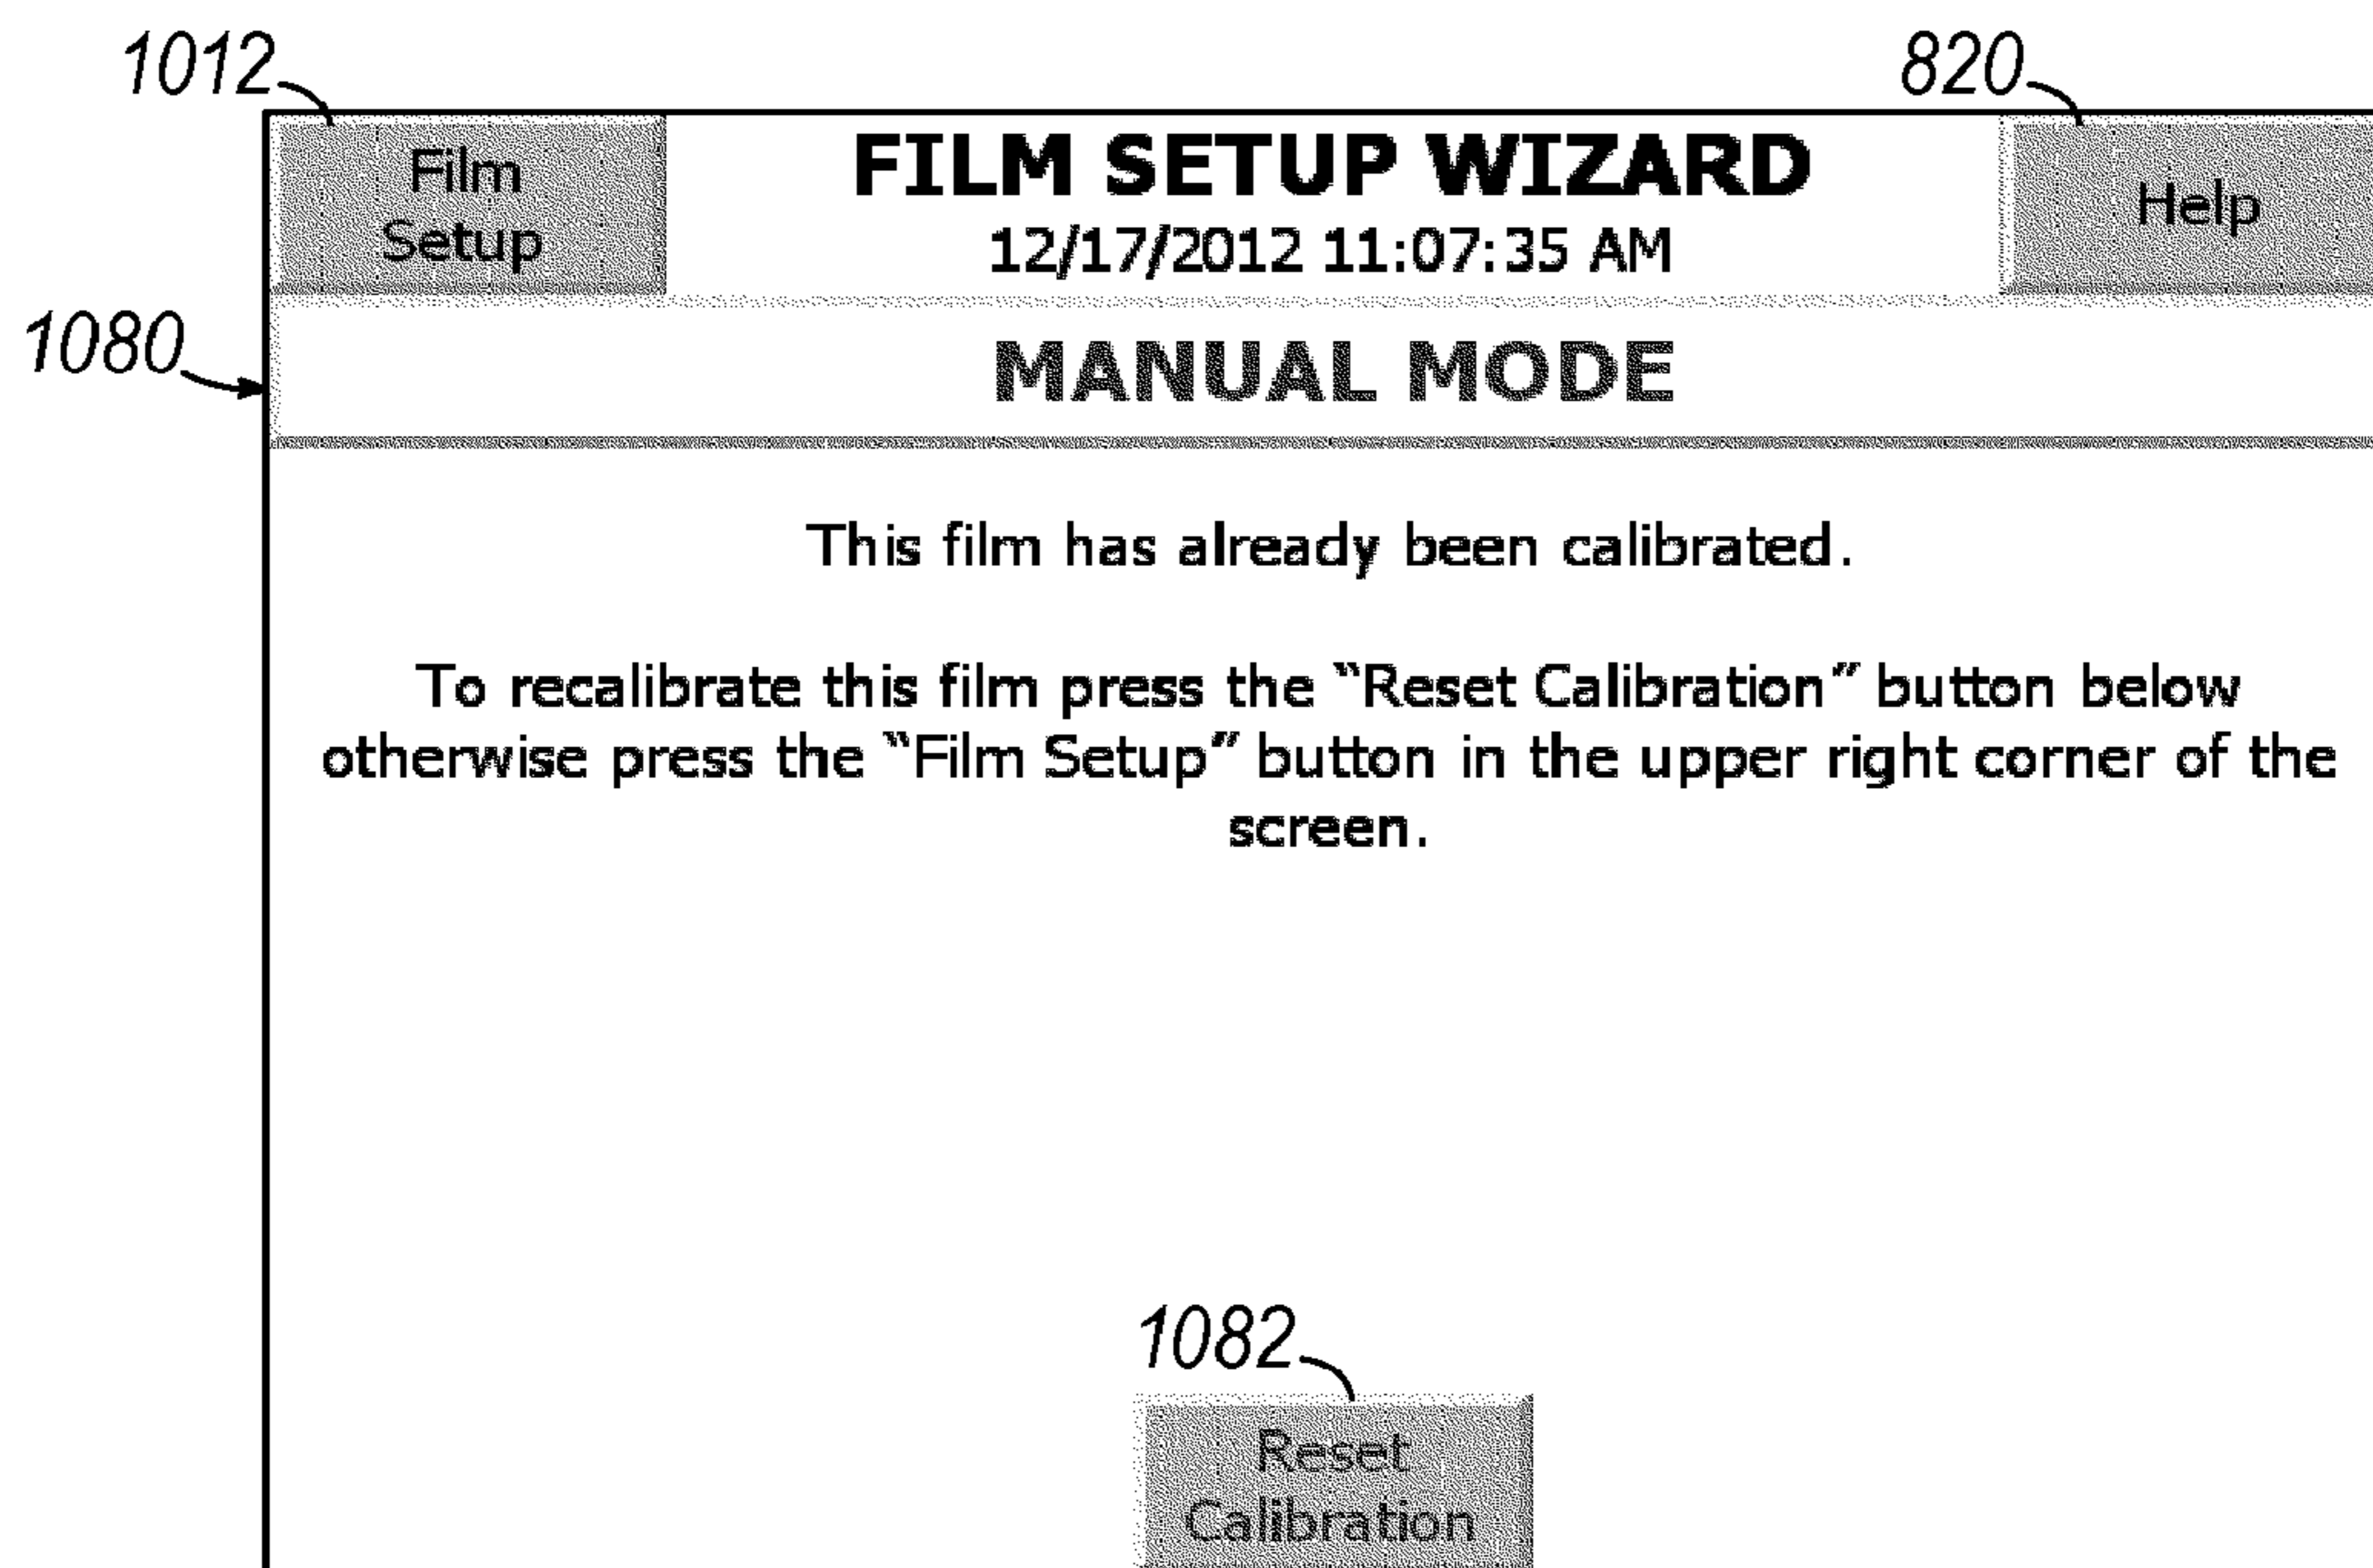 1012
820
Film
Setup
FILM SETUP WIZARD
12/17/2012 11:07:35 AM
Help
1080
MANUAL MODE
This film has already been calibrated.
To recalibrate this film press the “Reset Calibration” button below
otherwise press the “Film Setup” button in the upper right corner of the
screen.
1082
Reset
Calibration